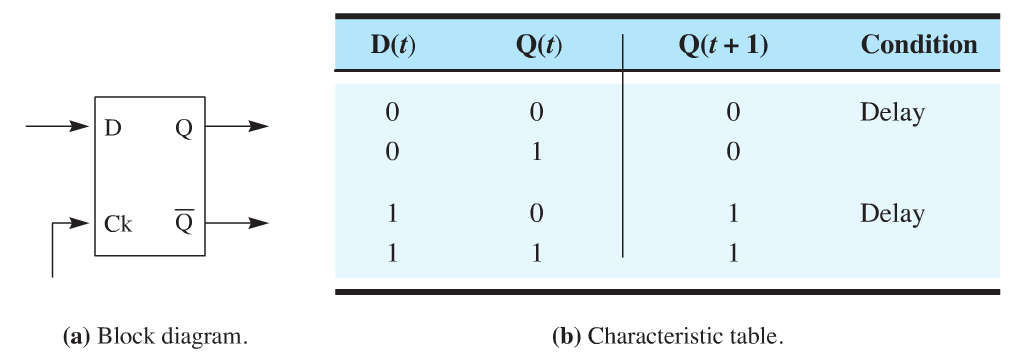 D Q
Ck Q̅
D(t) Q(t) Q(t + 1) Condition
0 0 0 Delay
0 1 0
1 0 1 Delay
1 1 1
(a) Block diagram.
(b) Characteristic table.